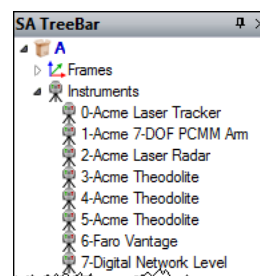 SA TreeBar
A
Frames
Instruments
0-Acme Laser Tracker
1-Acme 7-DOF PCMM Arm
2-Acme Laser Radar
3-Acme Theodolite
4-Acme Theodolite
5-Acme Theodolite
6-Faro Vantage
7-Digital Network Level